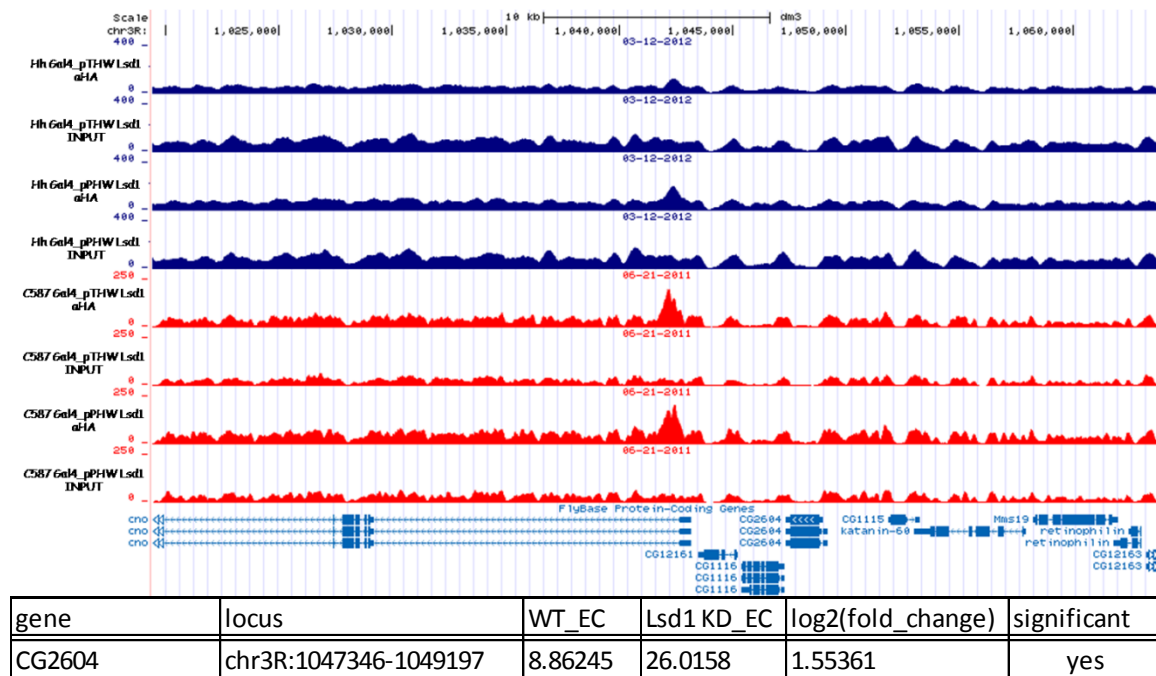 Scale 10 kb dm3
chr3R: 1,025,000 1,030,000 1,035,000 1,040,000 1,045,000 1,050,000 1,055,000 1,060,000
03-12-2012
400
Hh Gal4_pTHW Lsd1
αHA
0
03-12-2012
400
Hh Gal4_pTHW Lsd1
INPUT
0
03-12-2012
400
Hh Gal4_pPHW Lsd1
αHA
0
03-12-2012
400
Hh Gal4_pPHW Lsd1
INPUT
0
06-21-2011
250
C587 Gal4_pTHW Lsd1
αHA
0
06-21-2011
250
C587 Gal4_pTHW Lsd1
INPUT
0
06-21-2011
250
C587 Gal4_pPHW Lsd1
αHA
0
06-21-2011
250
C587 Gal4_pPHW Lsd1
INPUT
0
FlyBase Protein-Coding Genes
cno CG2604 CG1115 Mms19
cno CG2604 katanin-60 retinophilin
cno CG2604 retinophilin
CG12161 CG12163
CG1116 CG12163
CG1116
CG1116
gene locus WT_EC Lsd1 KD_EC log2(fold_change) significant
CG2604 chr3R:1047346-1049197 8.86245 26.0158 1.55361 yes